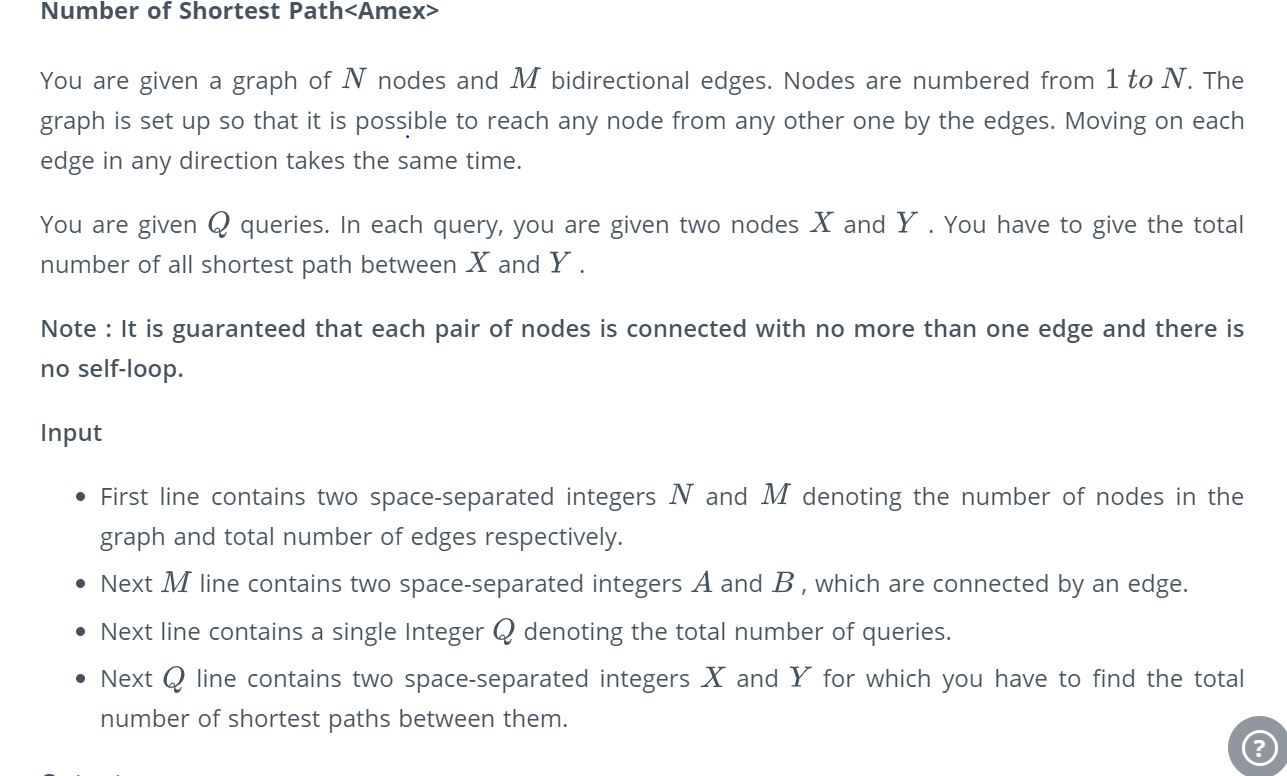 Number of Shortest Path<Amex>
You are given a graph of N nodes and M bidirectional edges. Nodes are numbered from 1 to N. The
graph is set up so that it is possible to reach any node from any other one by the edges. Moving on each
edge in any direction takes the same time.
You are given Q queries. In each query, you are given two nodes X and Y . You have to give the total
number of all shortest path between X and Y .
Note : It is guaranteed that each pair of nodes is connected with no more than one edge and there is
no self-loop.
Input
• First line contains two space-separated integers N and M denoting the number of nodes in the
graph and total number of edges respectively.
• Next M line contains two space-separated integers A and B , which are connected by an edge.
• Next line contains a single Integer Q denoting the total number of queries.
• Next Q line contains two space-separated integers X and Y for which you have to find the total
number of shortest paths between them.
?